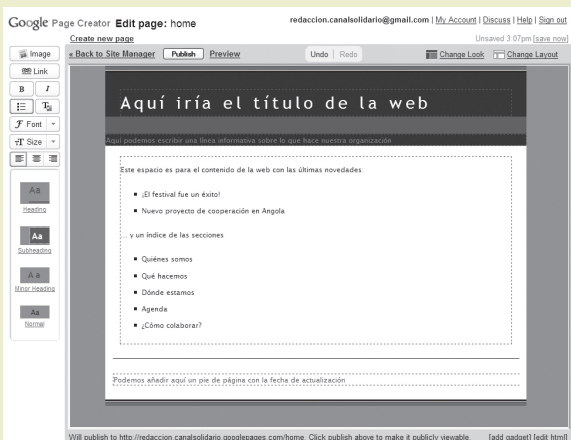 Google Page Creator Edit page: home
redaccion.canalsolidario@gmail.com | My Account | Discuss | Help | Sign out
Create new page
Unsaved 3:07pm [save now]
Image
« Back to Site Manager Publish Preview Undo Redo Change Look Change Layout
Link
B I
T
F Font
TT Size
Aa
Heading
Aa
Subheading
Aa
Minor Heading
Aa
Normal
Aquí iría el título de la web
Aquí podemos escribir una línea informativa sobre lo que hace nuestra organización
Este espacio es para el contenido de la web con las últimas novedades:
¡El festival fue un éxito!
Nuevo proyecto de cooperación en Angola
... y un índice de las secciones
Quiénes somos
Qué hacemos
Dónde estamos
Agenda
¿Cómo colaborar?
Podemos añadir aquí un pie de página con la fecha de actualización
Will publish to http://redaccion.canalsolidario.googlepages.com/home. Click publish above to make it publicly viewable. [add gadget] [edit html]